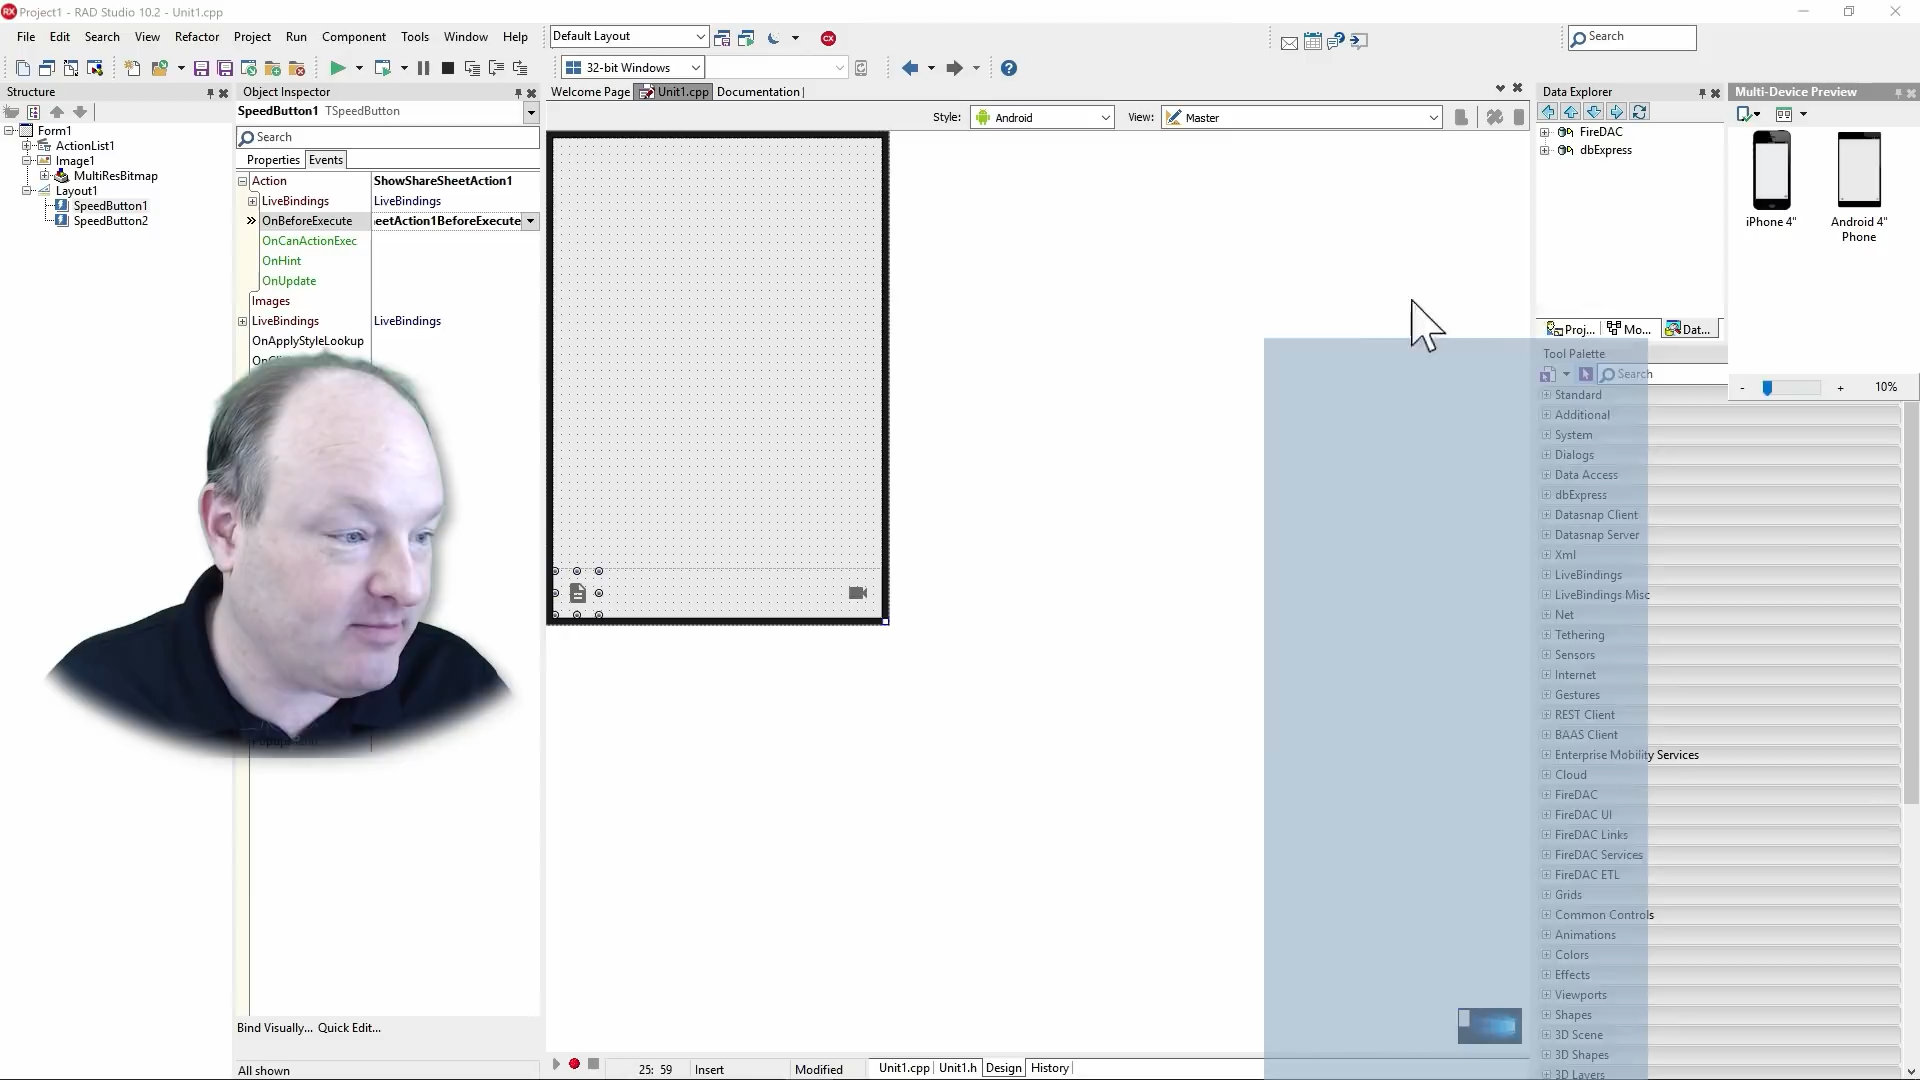 Project1 - RAD Studio 10.2 - Unit1.cpp
File Edit Search View Refactor Project Run Component Tools Window Help
Default Layout
Search
32-bit Windows
Structure
Form1
ActionList1
Image1
MultiResBitmap
Layout1
SpeedButton1
SpeedButton2
Object Inspector
SpeedButton1 TSpeedButton
Search
Properties Events
Action ShowShareSheetAction1
LiveBindings LiveBindings
OnBeforeExecute eetAction1BeforeExecute
OnCanActionExec
OnHint
OnUpdate
Images
LiveBindings LiveBindings
OnApplyStyleLookup
Bind Visually... Quick Edit...
All shown
Welcome Page Unit1.cpp Documentation
Style: Android View: Master
25: 59 Insert Modified Unit1.cpp Unit1.h Design History
Data Explorer
FireDAC
dbExpress
Proj... Mo... Dat...
Multi-Device Preview
iPhone 4"
Android 4"
Phone
- + 10%
Tool Palette
Search
Standard
Additional
System
Dialogs
Data Access
dbExpress
Datasnap Client
Datasnap Server
Xml
LiveBindings
LiveBindings Misc
Net
Tethering
Sensors
Internet
Gestures
REST Client
BAAS Client
Enterprise Mobility Services
Cloud
FireDAC
FireDAC UI
FireDAC Links
FireDAC Services
FireDAC ETL
Grids
Common Controls
Animations
Colors
Effects
Viewports
Shapes
3D Scene
3D Shapes
3D Layers